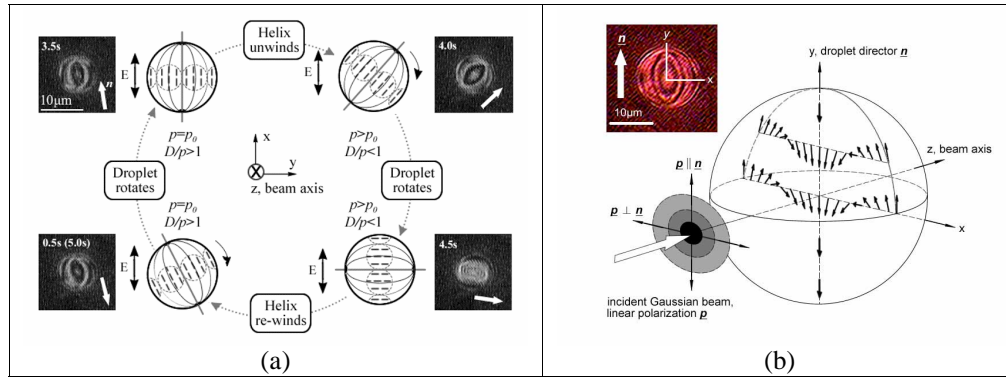 3.5s
n
10µm
E
Helix
unwinds
E
4.0s
p=p0
D/p>1
p>p0
D/p<1
Droplet
rotates
x
y
z, beam axis
Droplet
rotates
p=p0
D/p>1
p>p0
D/p<1
0.5s (5.0s)
E
Helix
re-winds
E
4.5s
(a)
n
y
x
10µm
y, droplet director n
z, beam axis
p || n
p ⊥ n
x
incident Gaussian beam,
linear polarization p
(b)